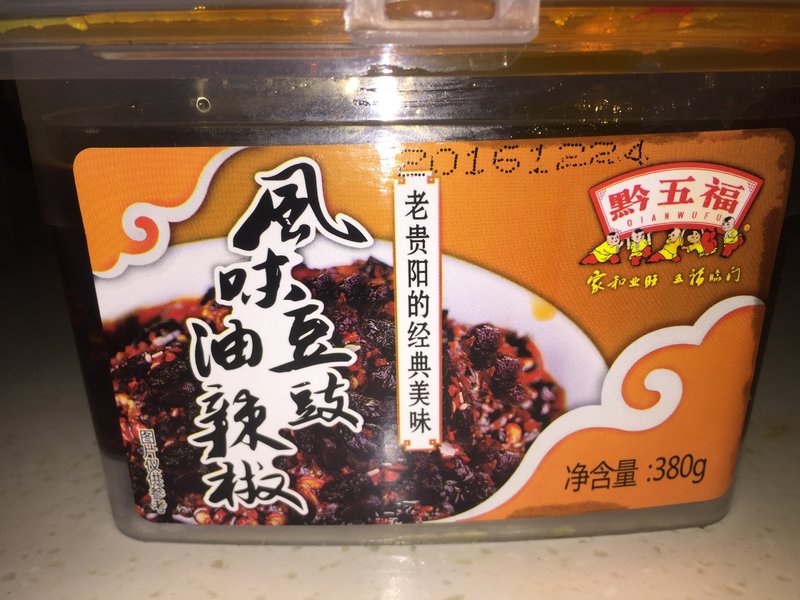 20161224
黔五福
QIANWUFU
家和业旺 五福临门
風味豆豉
油辣椒
老贵阳的经典美味
图片仅供参考
净含量:380g